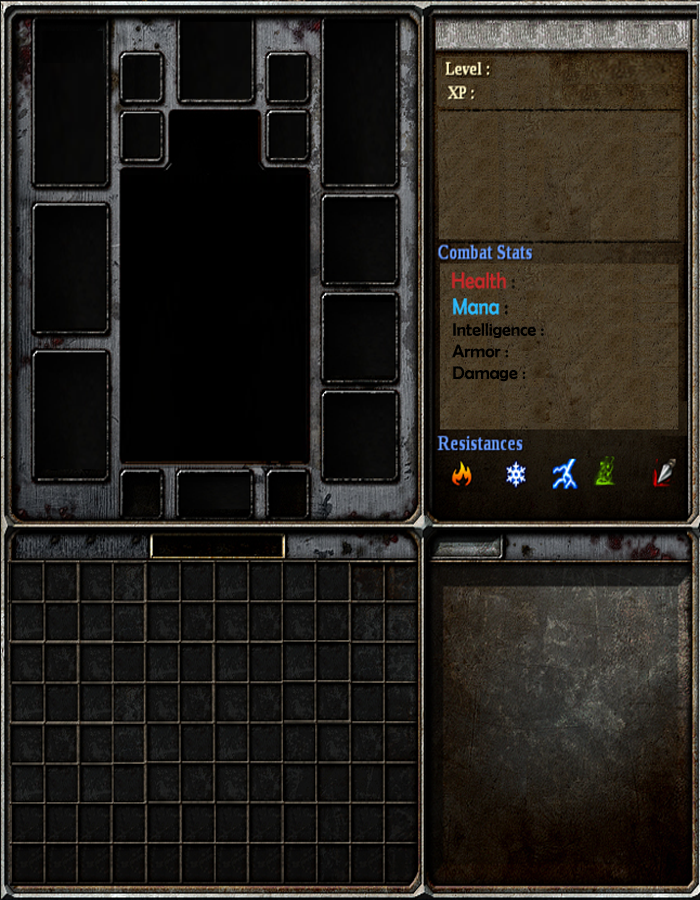 Level :
XP :
Combat Stats
Health :
Mana :
Intelligence :
Armor :
Damage :
Resistances